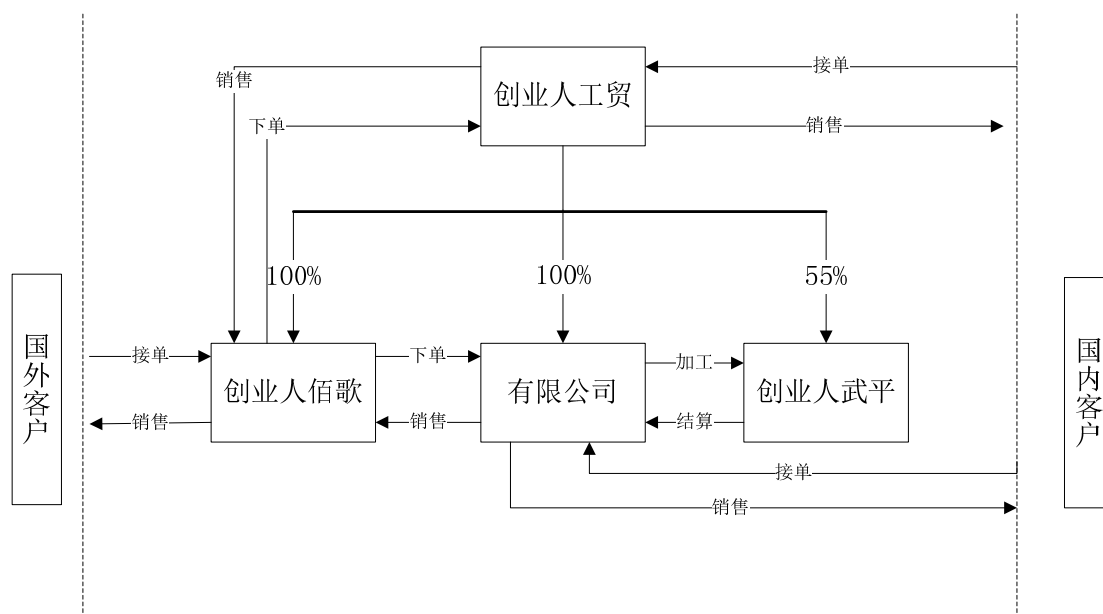 销售
创业人工贸
接单
下单
销售
100%
100%
55%
国外客户
接单
创业人佰歌
下单
有限公司
加工
创业人武平
国内客户
销售
销售
结算
接单
销售